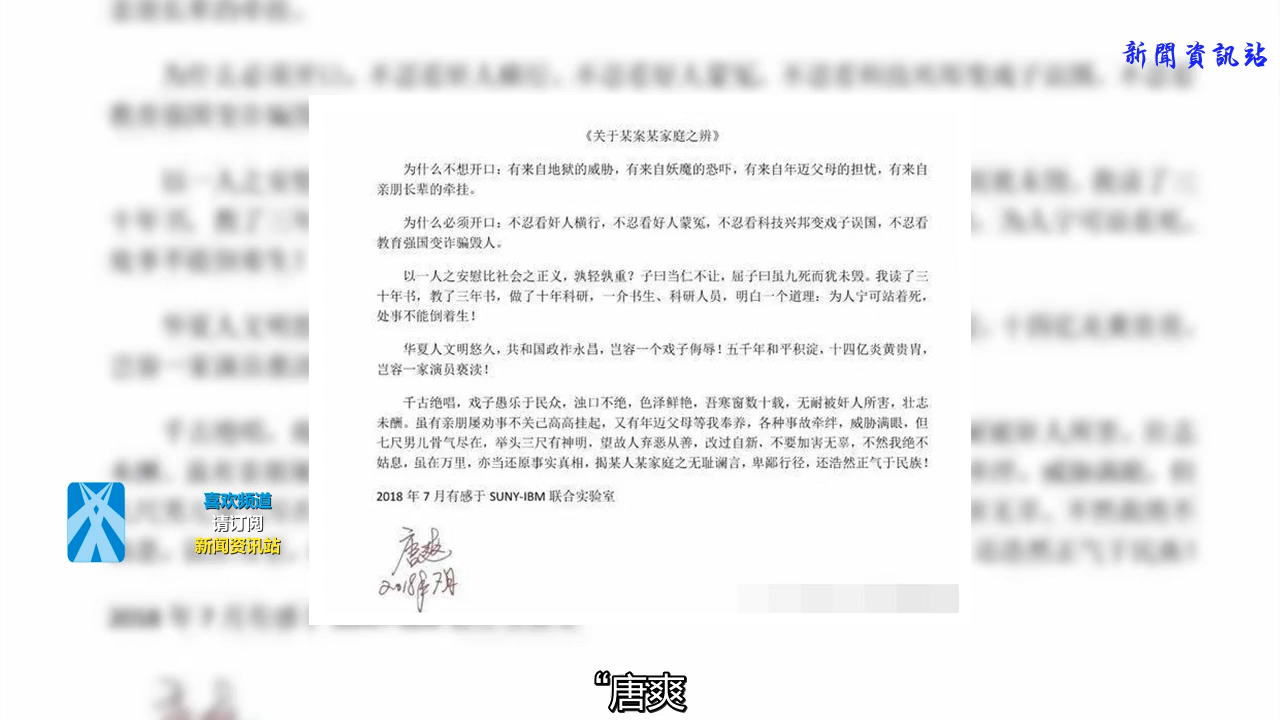 新聞資訊站
《关于某案某家庭之辨》
为什么不想开口：有来自地狱的威胁，有来自妖魔的恐吓，有来自年迈父母的担忧，有来自
亲朋长辈的牵挂。
为什么必须开口：不忍看奸人横行，不忍看好人蒙冤，不忍看科技兴邦变戏子误国，不忍看
教育强国变诈骗毁人。
以一人之安慰比社会之正义，孰轻孰重？子曰当仁不让，屈子曰虽九死而犹未毁。我读了三
十年书，教了三年书，做了十年科研，一介书生、科研人员，明白一个道理：为人宁可站着死，
处事不能倒着生！
华夏人文明悠久，共和国政祚永昌，岂容一个戏子侮辱！五千年和平积淀，十四亿炎黄贵胄，
岂容一家演员亵渎！
千古绝唱，戏子愚乐于民众，浊口不绝，色泽鲜艳，吾寒窗数十载，无耐被奸人所害，壮志
未酬。虽有亲朋屡劝事不关己高高挂起，又有年迈父母等我奉养，各种事故牵绊，威胁满眼，但
七尺男儿骨气尽在，举头三尺有神明，望故人弃恶从善，改过自新，不要加害无辜，不然我绝不
姑息，虽在万里，亦当还原事实真相，揭某人某家庭之无耻谰言，卑鄙行径，还浩然正气于民族！
2018 年 7 月有感于 SUNY-IBM 联合实验室
唐爽
2018年7月
喜欢频道
请订阅
新闻资讯站
“唐爽